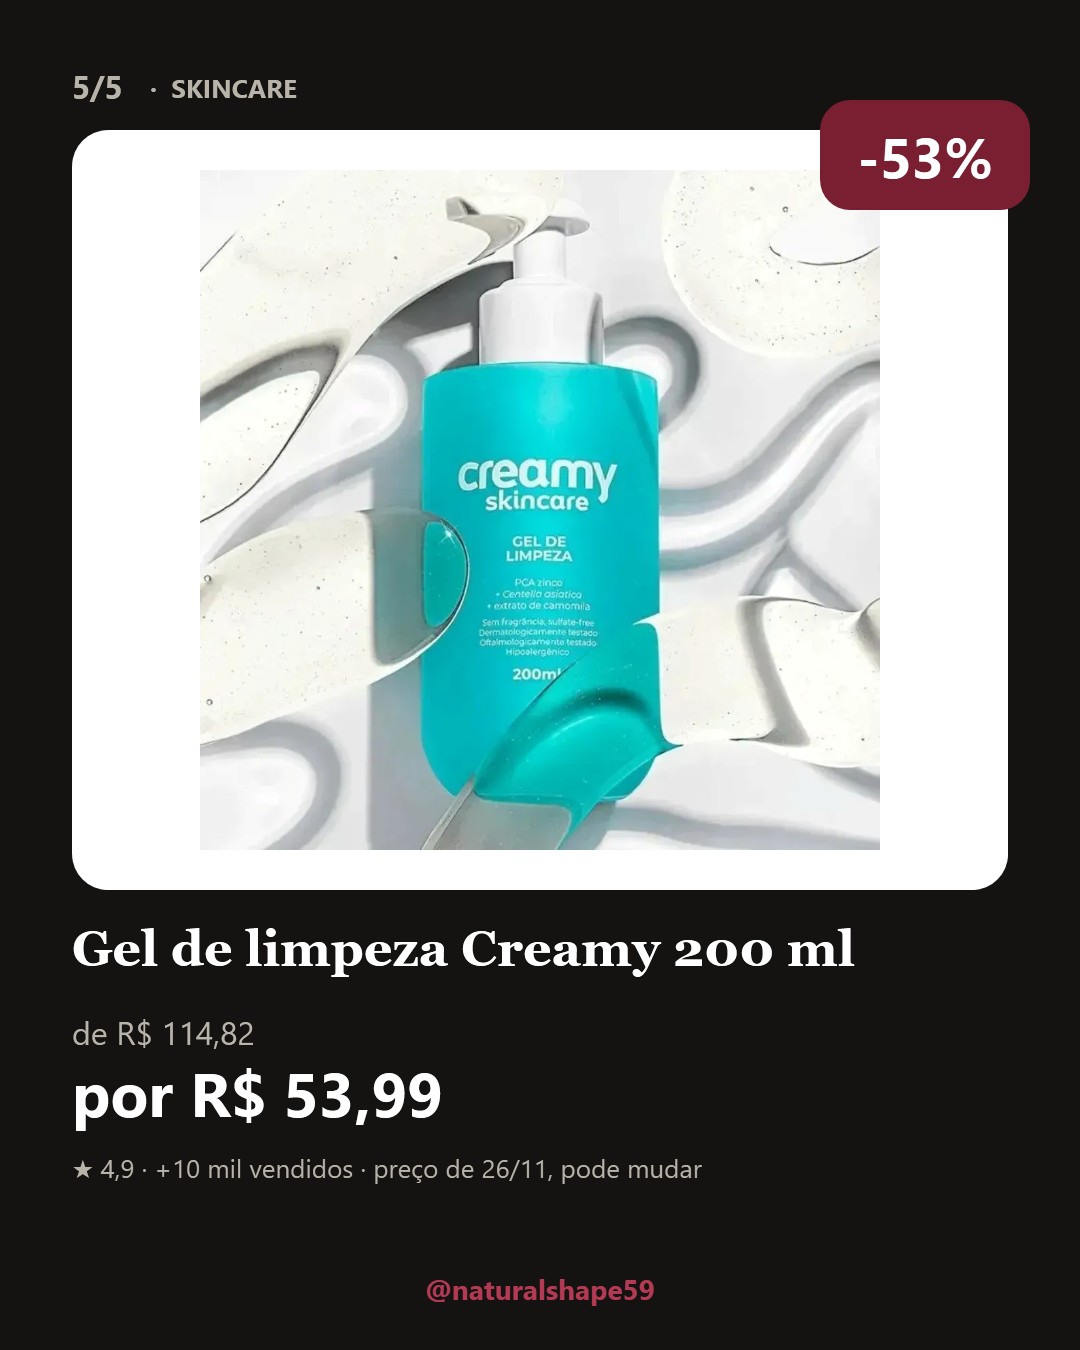 5/5 · SKINCARE
-53%
creamy
skincare
GEL DE
LIMPEZA
PCA zinco
+ Centella asiatica
+ extrato de camomila
Sem fragrância, sulfate-free
Dermatologicamente testado
Oftalmologicamente testado
Hipoalergênico
200ml
Gel de limpeza Creamy 200 ml
de R$ 114,82
por R$ 53,99
★ 4,9 · +10 mil vendidos · preço de 26/11, pode mudar
@naturalshape59